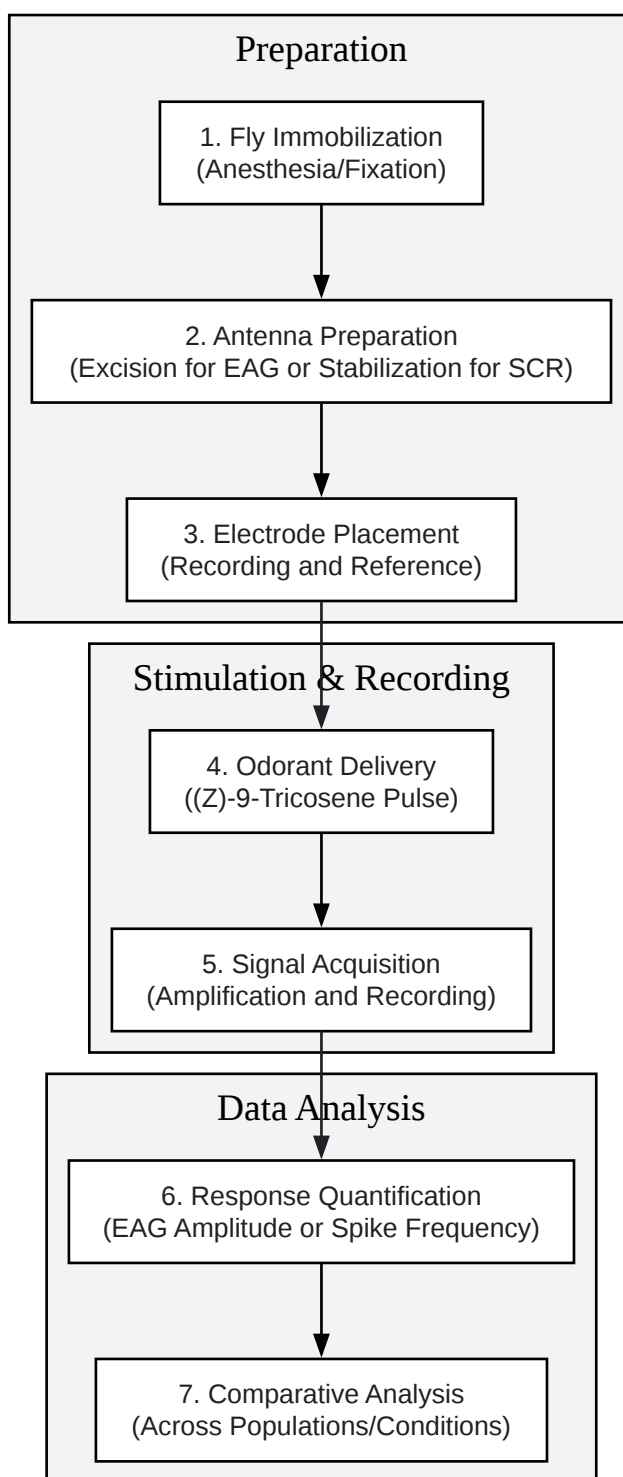 Preparation
1. Fly Immobilization
(Anesthesia/Fixation)
2. Antenna Preparation
(Excision for EAG or Stabilization for SCR)
3. Electrode Placement
(Recording and Reference)
Stimulation & Recording
4. Odorant Delivery
((Z)-9-Tricosene Pulse)
5. Signal Acquisition
(Amplification and Recording)
Data Analysis
6. Response Quantification
(EAG Amplitude or Spike Frequency)
7. Comparative Analysis
(Across Populations/Conditions)